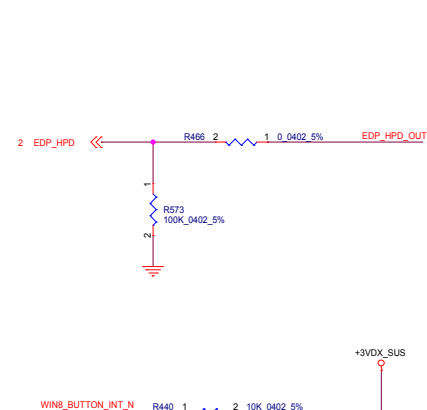 R466 2 1 0_0402_5% EDP_HPD_OUT
2 EDP_HPD
1
R573
100K_0402_5%
2
+3VDX_SUS
WIN8_BUTTON_INT_N R440 1 2 10K_0402_5%